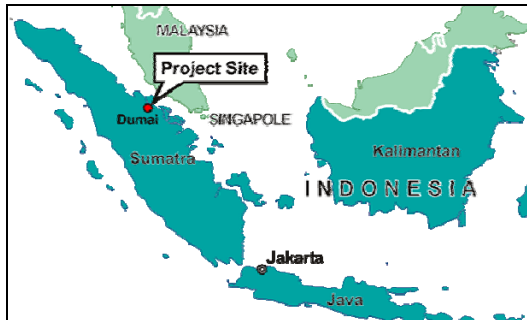 MALAYSIA
Project Site
Dumai
SINGAPOLE
Sumatra
Kalimantan
INDONESIA
Jakarta
Java